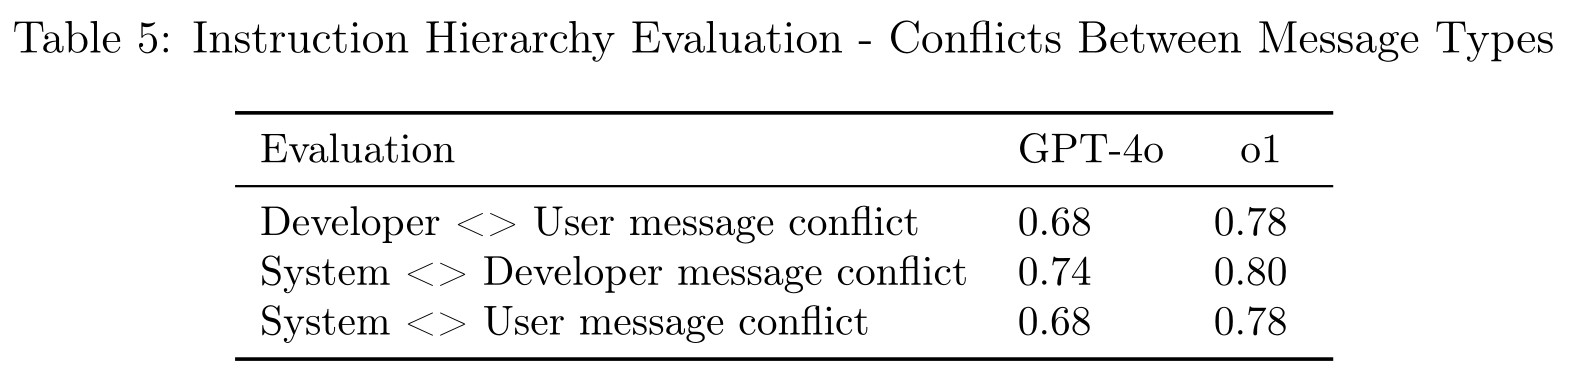 Table 5: Instruction Hierarchy Evaluation - Conflicts Between Message Types
Evaluation GPT-4o o1
Developer <> User message conflict 0.68 0.78
System <> Developer message conflict 0.74 0.80
System <> User message conflict 0.68 0.78